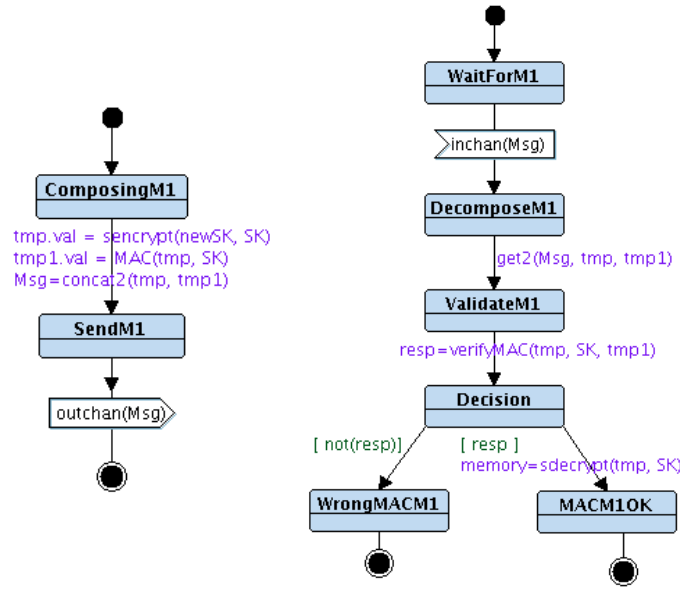 ComposingM1
tmp.val = sencrypt(newSK, SK)
tmp1.val = MAC(tmp, SK)
Msg=concat2(tmp, tmp1)
SendM1
outchan(Msg)
WaitForM1
inchan(Msg)
DecomposeM1
get2(Msg, tmp, tmp1)
ValidateM1
resp=verifyMAC(tmp, SK, tmp1)
Decision
[ not(resp)]
[ resp ]
memory=sdecrypt(tmp, SK)
WrongMACM1
MACM1OK